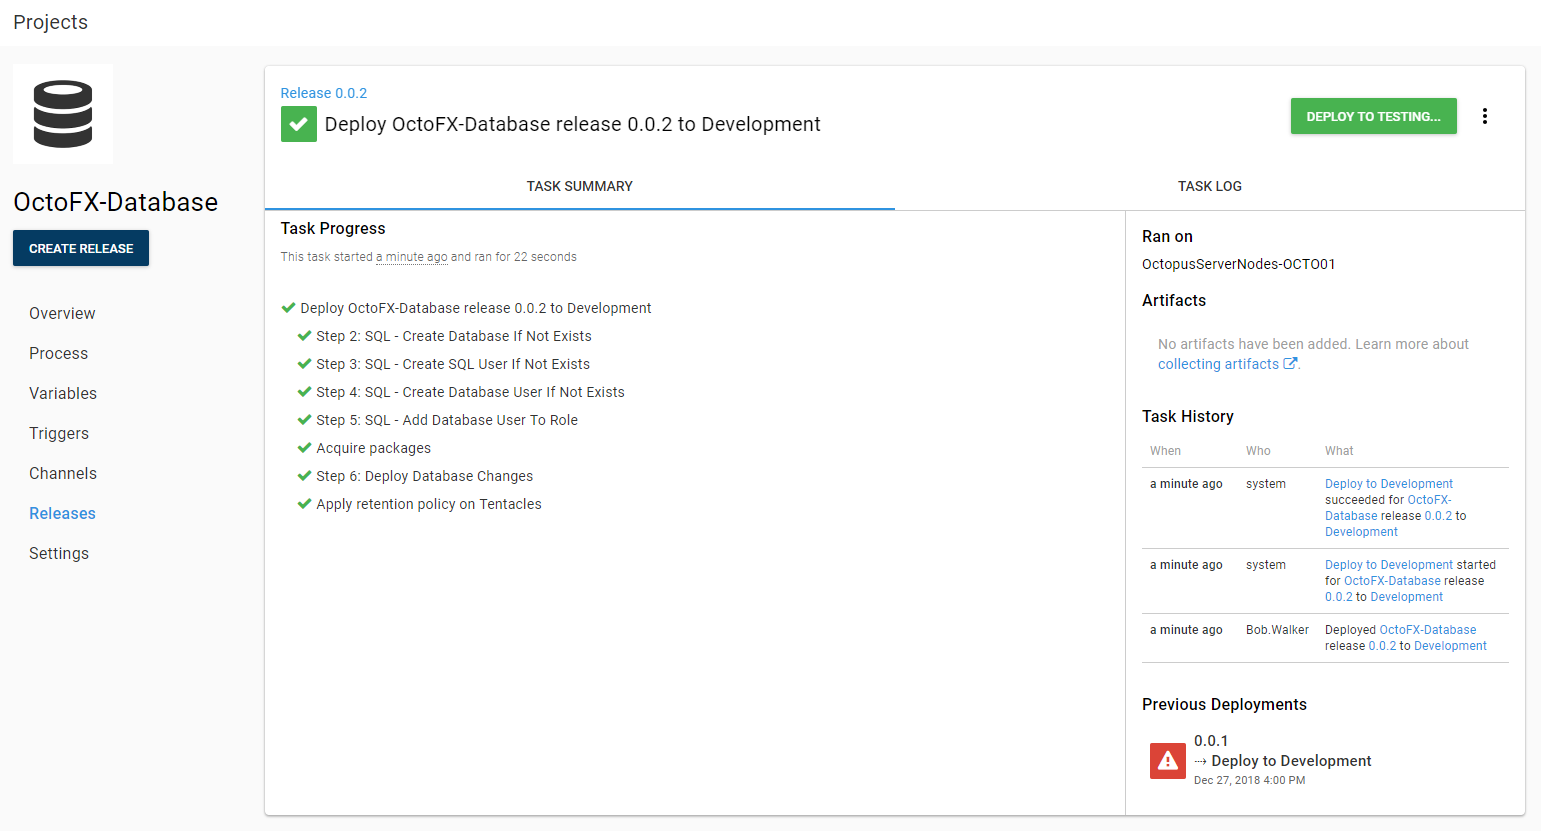 Projects
OctoFX-Database
CREATE RELEASE
Overview
Process
Variables
Triggers
Channels
Releases
Settings
Release 0.0.2
Deploy OctoFX-Database release 0.0.2 to Development
DEPLOY TO TESTING...
TASK SUMMARY
TASK LOG
Task Progress
This task started a minute ago and ran for 22 seconds
Deploy OctoFX-Database release 0.0.2 to Development
Step 2: SQL - Create Database If Not Exists
Step 3: SQL - Create SQL User If Not Exists
Step 4: SQL - Create Database User If Not Exists
Step 5: SQL - Add Database User To Role
Acquire packages
Step 6: Deploy Database Changes
Apply retention policy on Tentacles
Ran on
OctopusServerNodes-OCTO01
Artifacts
No artifacts have been added. Learn more about
collecting artifacts.
Task History
When Who What
a minute ago system Deploy to Development
succeeded for OctoFX-
Database release 0.0.2 to
Development
a minute ago system Deploy to Development started
for OctoFX-Database release
0.0.2 to Development
a minute ago Bob.Walker Deployed OctoFX-Database
release 0.0.2 to Development
Previous Deployments
0.0.1
⇢ Deploy to Development
Dec 27, 2018 4:00 PM